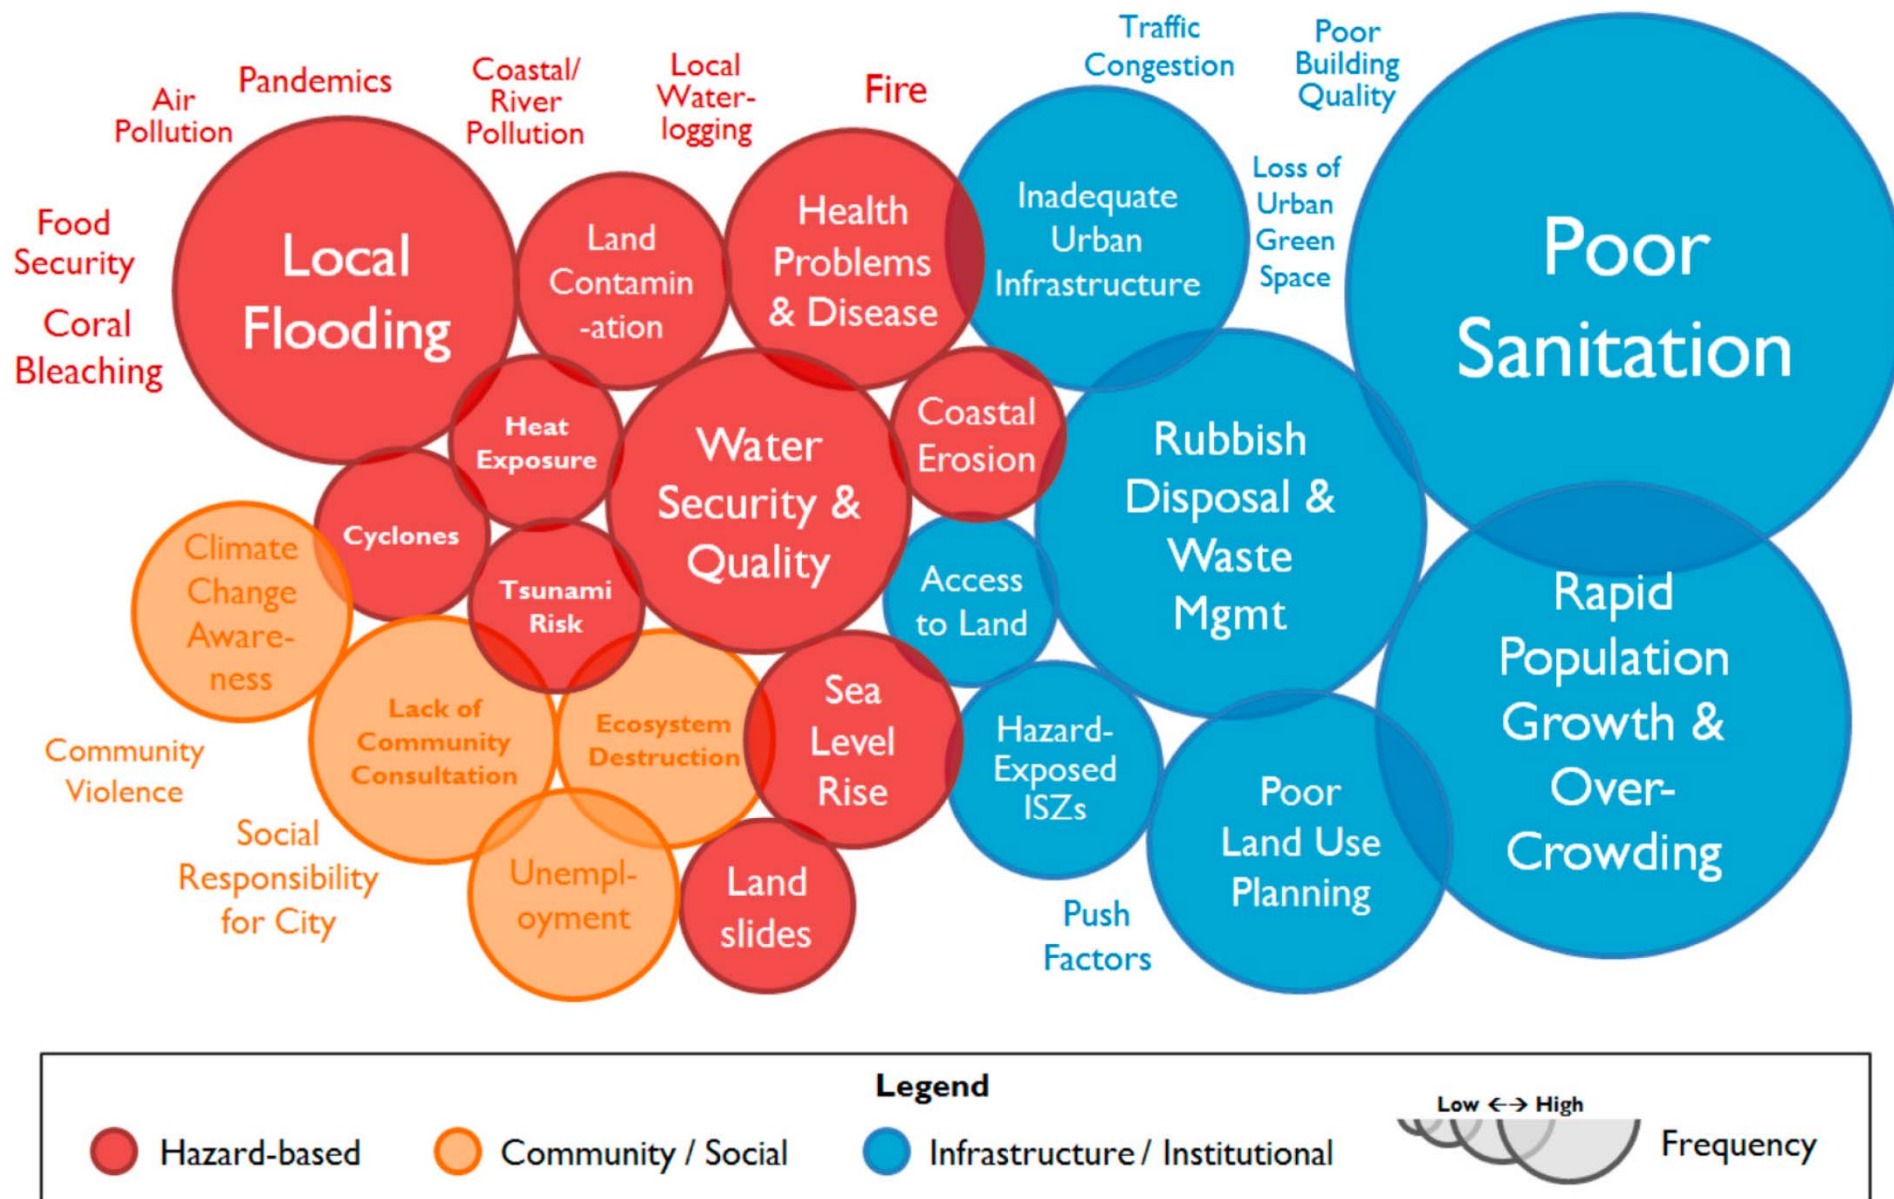 Air
Pollution
Pandemics
Coastal/
River
Pollution
Local
Water-
logging
Fire
Traffic
Congestion
Poor
Building
Quality
Food
Security
Coral
Bleaching
Local
Flooding
Land
Contamin
-ation
Health
Problems
& Disease
Inadequate
Urban
Infrastructure
Loss of
Urban
Green
Space
Poor
Sanitation
Heat
Exposure
Water
Security &
Quality
Coastal
Erosion
Rubbish
Disposal &
Waste
Mgmt
Cyclones
Climate
Change
Aware-
ness
Tsunami
Risk
Access
to Land
Rapid
Population
Growth &
Over-
Crowding
Lack of
Community
Consultation
Ecosystem
Destruction
Sea
Level
Rise
Hazard-
Exposed
ISZs
Poor
Land Use
Planning
Community
Violence
Social
Responsibility
for City
Unempl-
oyment
Land
slides
Push
Factors
Legend
Hazard-based
Community / Social
Infrastructure / Institutional
Low <--> High
Frequency